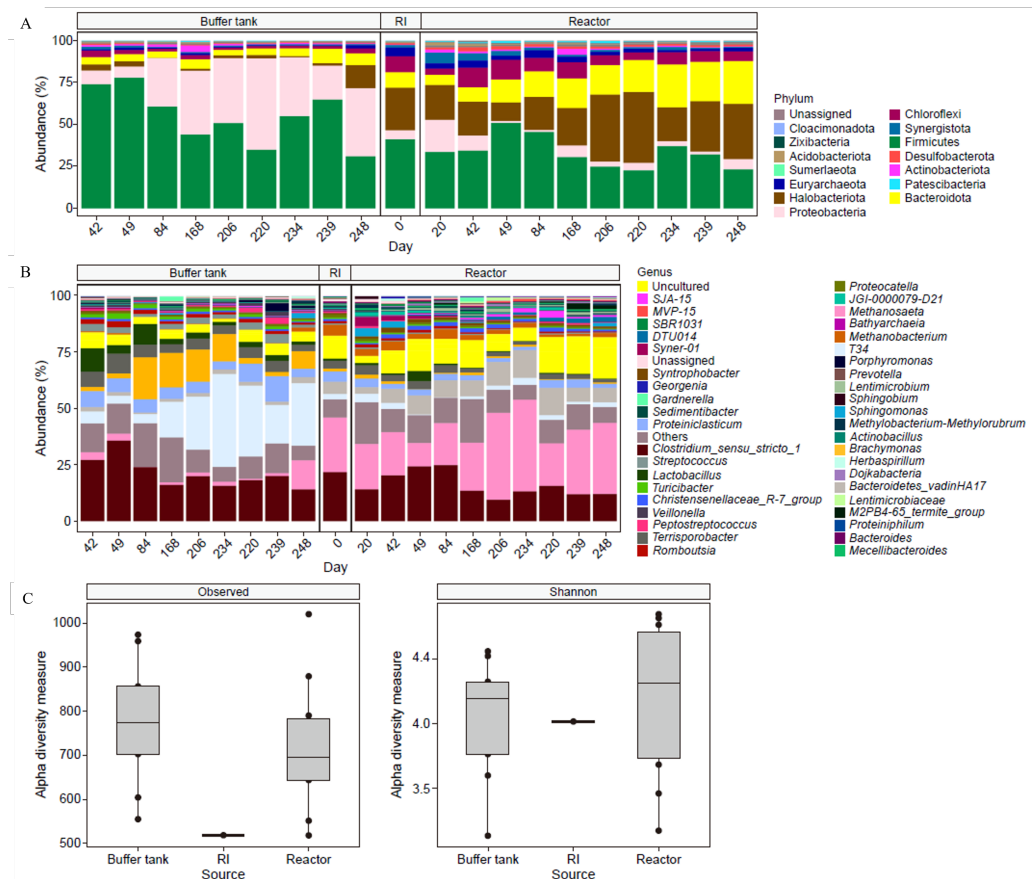 A
Buffer tank
RI
Reactor
Abundance (%)
100
75
50
25
0
42 49 84 168 206 220 234 239 248 0 20 42 49 84 168 206 220 234 239 248
Day
Phylum
Unassigned
Cloacimonadota
Zixibacteria
Acidobacteriota
Sumerlaeota
Euryarchaeota
Halobacteriota
Proteobacteria
Chloroflexi
Synergistota
Firmicutes
Desulfobacterota
Actinobacteriota
Patescibacteria
Bacteroidota
B
Buffer tank
RI
Reactor
Abundance (%)
100
75
50
25
0
42 49 84 168 206 234 220 239 248 0 20 42 49 84 168 206 234 220 239 248
Day
Genus
Uncultured
SJA-15
MVP-15
SBR1031
DTU014
Syner-01
Unassigned
Syntrophobacter
Georgenia
Gardnerella
Sedimentibacter
Proteiniclasticum
Others
Clostridium_sensu_stricto_1
Streptococcus
Lactobacillus
Turicibacter
Christensenellaceae_R-7_group
Veillonella
Peptostreptococcus
Terrisporobacter
Romboutsia
Proteocatella
JGI-0000079-D21
Methanosaeta
Bathyarchaeia
Methanobacterium
T34
Porphyromonas
Prevotella
Lentimicrobium
Sphingobium
Sphingomonas
Methylobacterium-Methylorubrum
Actinobacillus
Brachymonas
Herbaspirillum
Dojkabacteria
Bacteroidetes_vadinHA17
Lentimicrobiaceae
M2PB4-65_termite_group
Proteiniphilum
Bacteroides
Mecellibacteroides
C
Observed
Alpha diversity measure
1000
900
800
700
600
500
Buffer tank RI Reactor
Source
Shannon
Alpha diversity measure
4.4
4.0
3.5
Buffer tank RI Reactor
Source